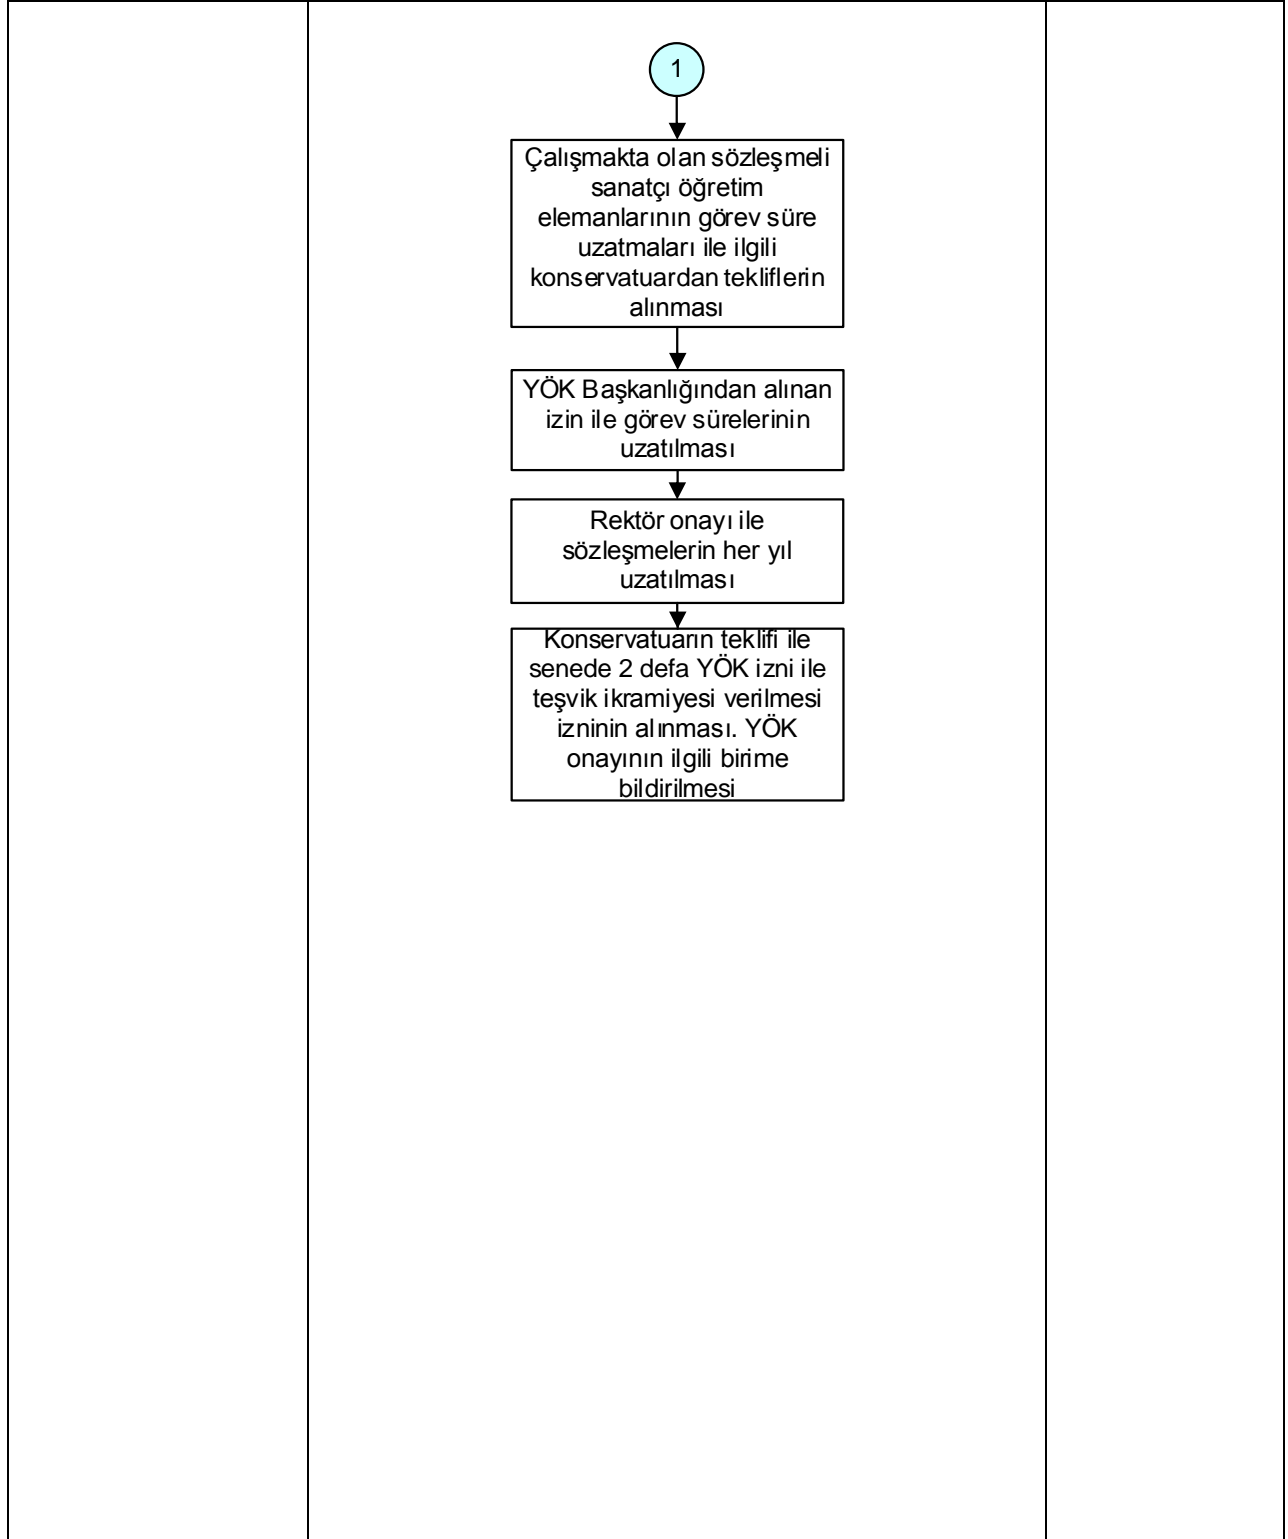 1
Çalışmakta olan sözleşmeli
sanatçı öğretim
elemanlarının görev süre
uzatmaları ile ilgili
konservatuardan tekliflerin
alınması
YÖK Başkanlığından alınan
izin ile görev sürelerinin
uzatılması
Rektör onayı ile
sözleşmelerin her yıl
uzatılması
Konservatuarın teklifi ile
senede 2 defa YÖK izni ile
teşvik ikramiyesi verilmesi
izninin alınması. YÖK
onayının ilgili birime
bildirilmesi